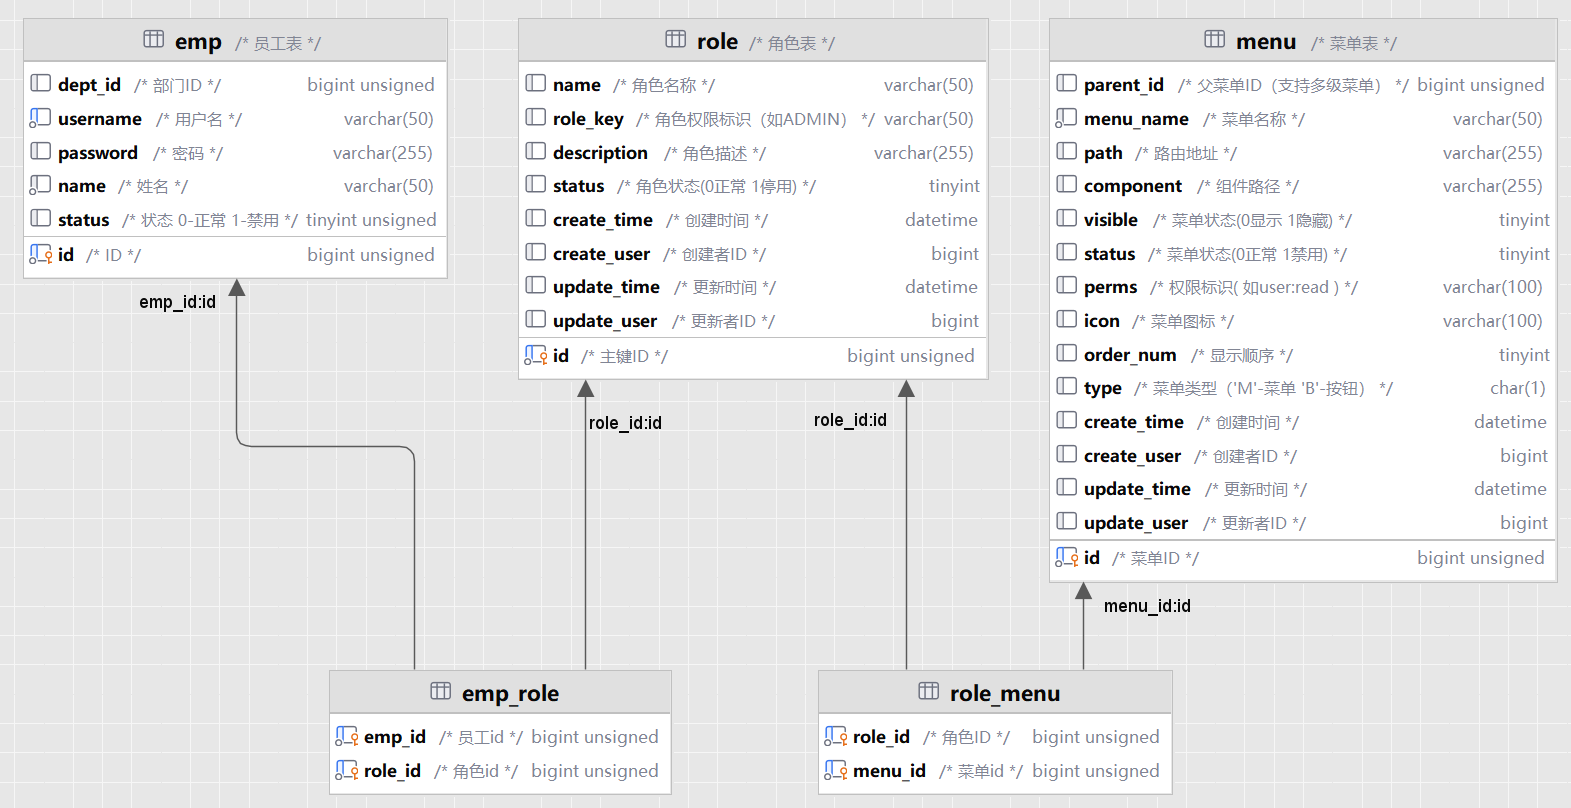 emp /* 员工表 */
dept_id /* 部门ID */ bigint unsigned
username /* 用户名 */ varchar(50)
password /* 密码 */ varchar(255)
name /* 姓名 */ varchar(50)
status /* 状态 0-正常 1-禁用 */ tinyint unsigned
id /* ID */ bigint unsigned
role /* 角色表 */
name /* 角色名称 */ varchar(50)
role_key /* 角色权限标识（如ADMIN） */ varchar(50)
description /* 角色描述 */ varchar(255)
status /* 角色状态(0正常 1停用) */ tinyint
create_time /* 创建时间 */ datetime
create_user /* 创建者ID */ bigint
update_time /* 更新时间 */ datetime
update_user /* 更新者ID */ bigint
id /* 主键ID */ bigint unsigned
menu /* 菜单表 */
parent_id /* 父菜单ID（支持多级菜单） */ bigint unsigned
menu_name /* 菜单名称 */ varchar(50)
path /* 路由地址 */ varchar(255)
component /* 组件路径 */ varchar(255)
visible /* 菜单状态(0显示 1隐藏) */ tinyint
status /* 菜单状态(0正常 1禁用) */ tinyint
perms /* 权限标识( 如user:read ) */ varchar(100)
icon /* 菜单图标 */ varchar(100)
order_num /* 显示顺序 */ tinyint
type /* 菜单类型（'M'-菜单 'B'-按钮） */ char(1)
create_time /* 创建时间 */ datetime
create_user /* 创建者ID */ bigint
update_time /* 更新时间 */ datetime
update_user /* 更新者ID */ bigint
id /* 菜单ID */ bigint unsigned
emp_id:id
role_id:id
role_id:id
menu_id:id
emp_role
emp_id /* 员工id */ bigint unsigned
role_id /* 角色id */ bigint unsigned
role_menu
role_id /* 角色ID */ bigint unsigned
menu_id /* 菜单id */ bigint unsigned